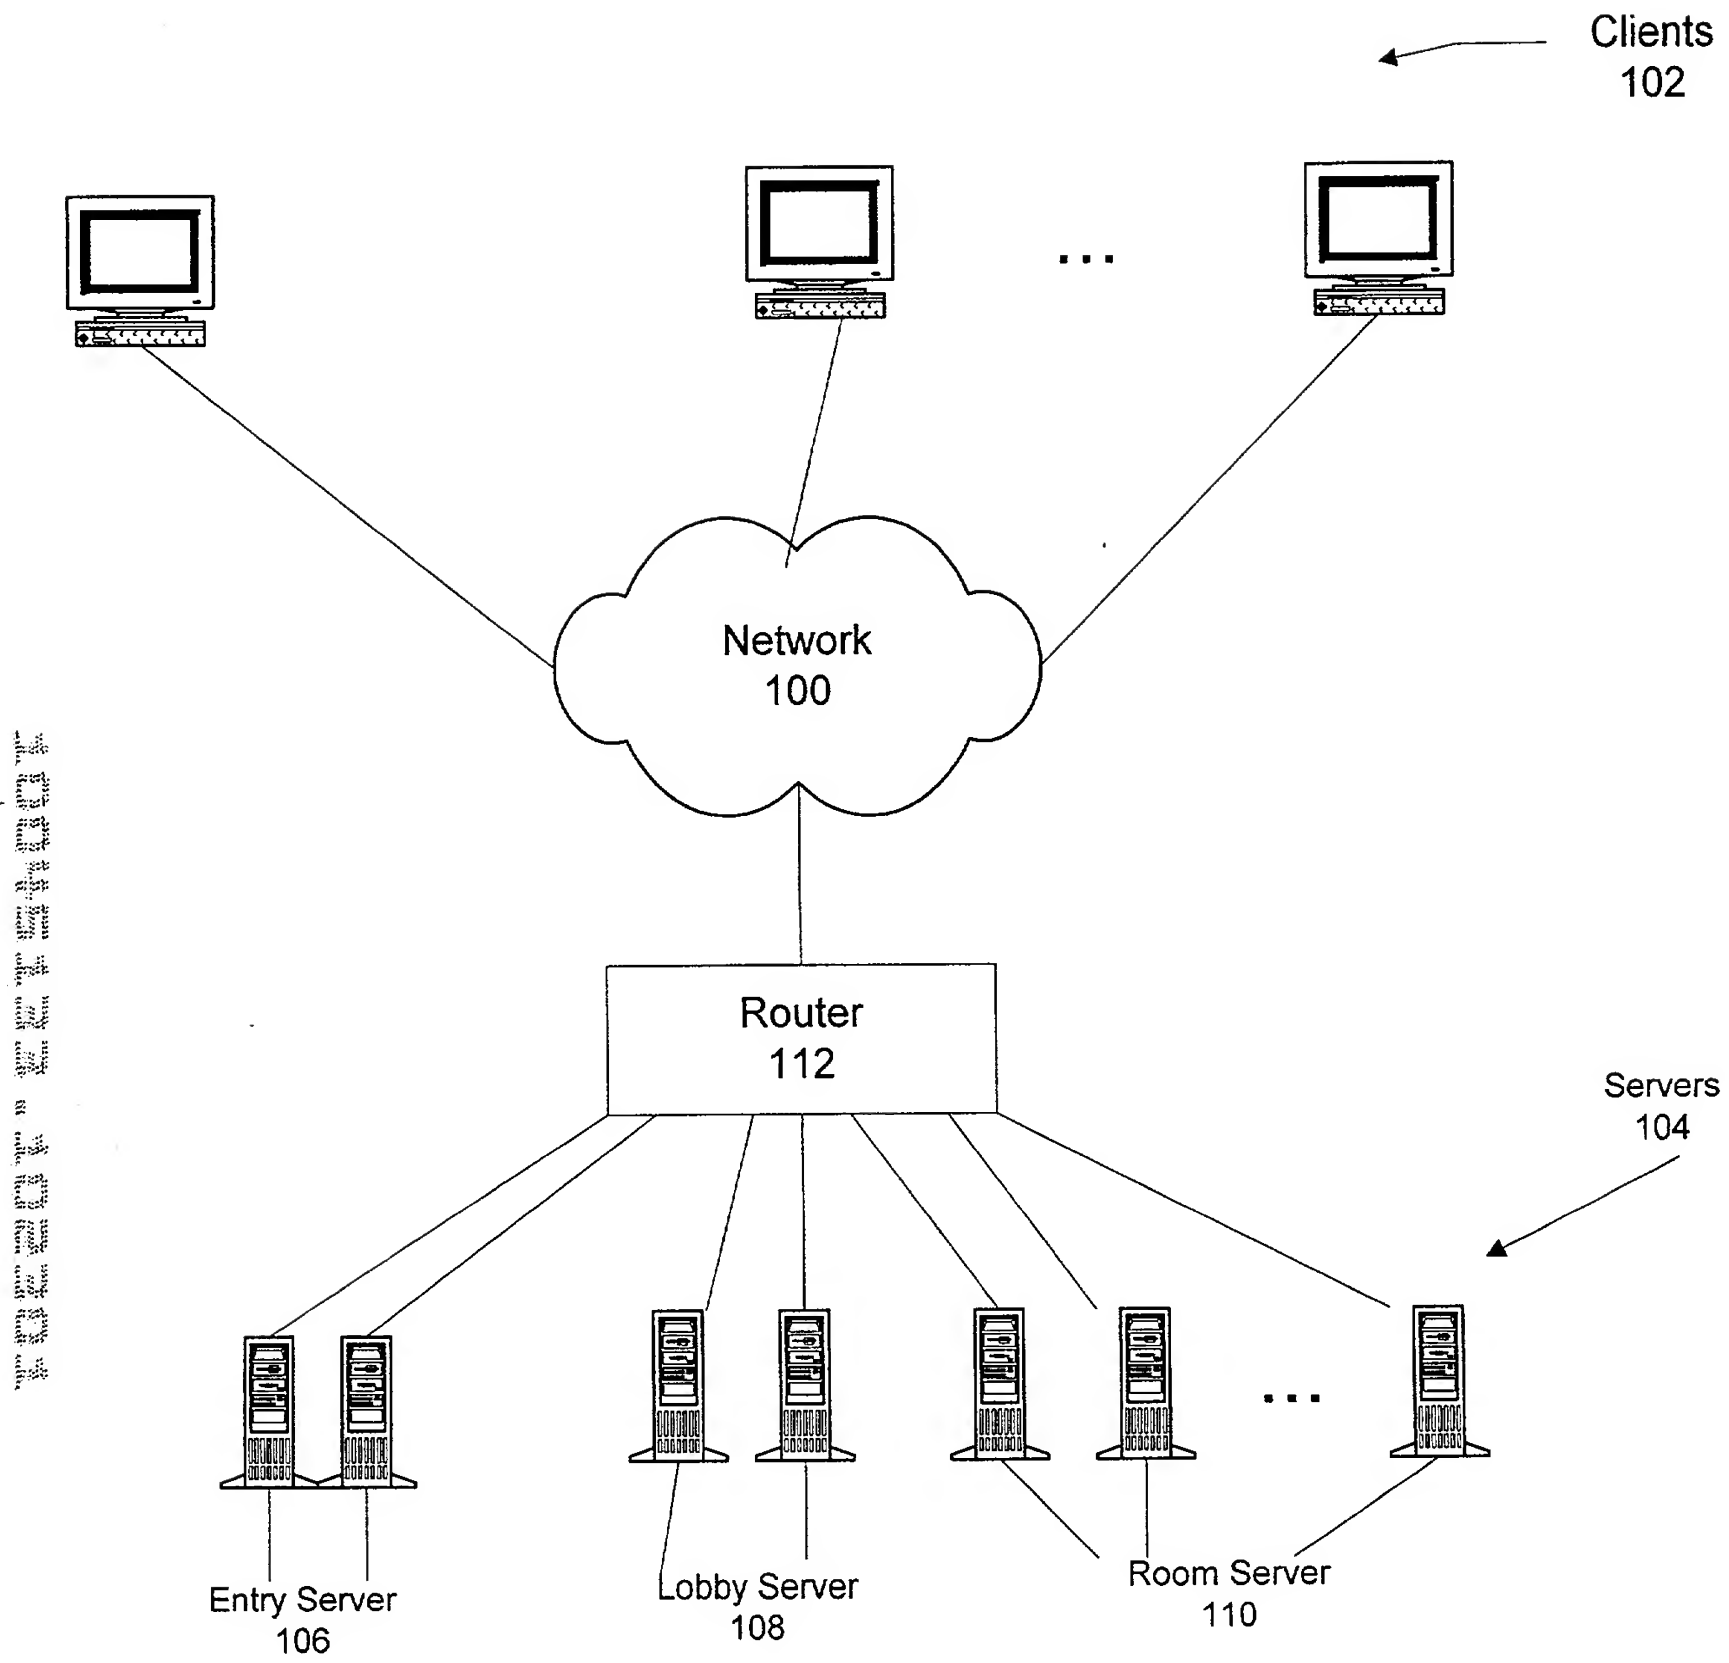 Clients
102
...
Network
100
Router
112
Servers
104
...
Entry Server
106
Lobby Server
108
Room Server
110